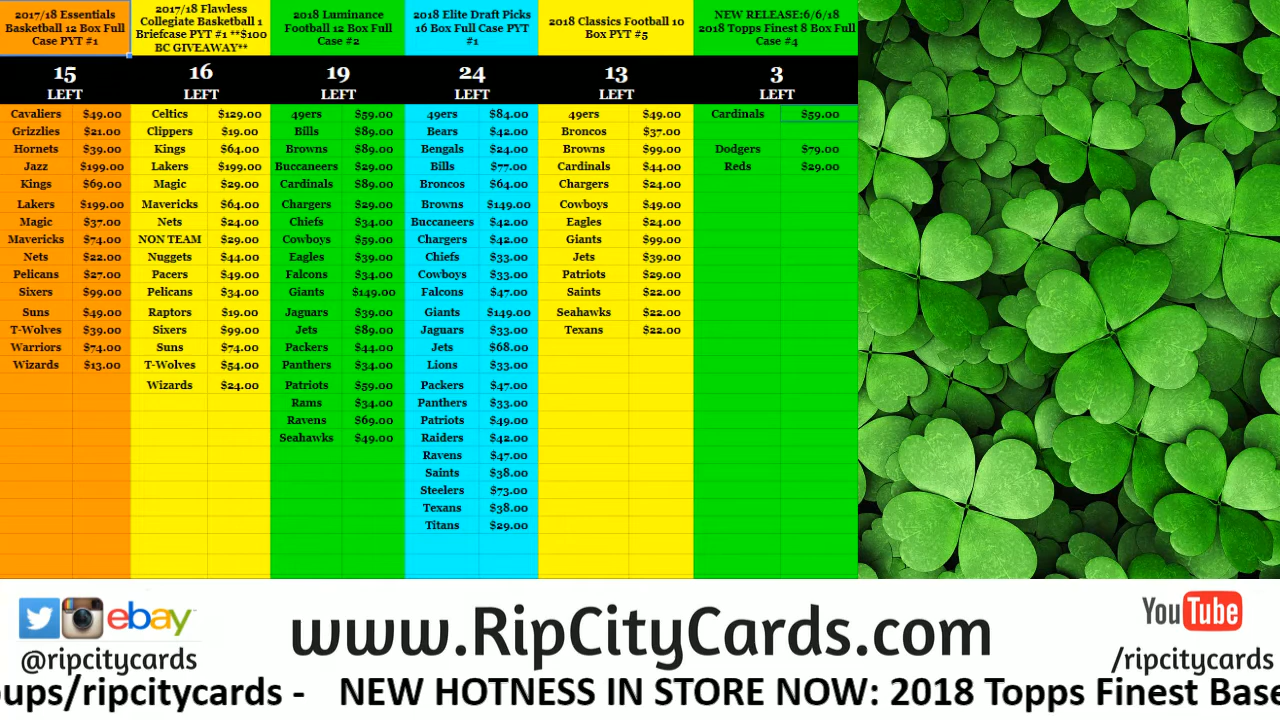 2017/18 Essentials
Basketball 12 Box Full
Case PYT #1
2017/18 Flawless
Collegiate Basketball 1
Briefcase PYT #1 **$100
BC GIVEAWAY**
2018 Luminance
Football 12 Box Full
Case #2
2018 Elite Draft Picks
16 Box Full Case PYT
#1
2018 Classics Football 10
Box PYT #5
NEW RELEASE:6/6/18
2018 Topps Finest 8 Box Full
Case #4
15 16 19 24 13 3
LEFT LEFT LEFT LEFT LEFT LEFT
Cavaliers $49.00 Celtics $129.00 49ers $59.00 49ers $84.00 49ers $49.00 Cardinals $59.00
Grizzlies $21.00 Clippers $19.00 Bills $89.00 Bears $42.00 Broncos $37.00
Hornets $39.00 Kings $64.00 Browns $89.00 Bengals $24.00 Browns $99.00 Dodgers $79.00
Jazz $199.00 Lakers $199.00 Buccaneers $29.00 Bills $77.00 Cardinals $44.00 Reds $29.00
Kings $69.00 Magic $29.00 Cardinals $89.00 Broncos $64.00 Chargers $24.00
Lakers $199.00 Mavericks $64.00 Chargers $29.00 Browns $149.00 Cowboys $49.00
Magic $37.00 Nets $24.00 Chiefs $34.00 Buccaneers $42.00 Eagles $24.00
Mavericks $74.00 NON TEAM $29.00 Cowboys $59.00 Chargers $42.00 Giants $99.00
Nets $22.00 Nuggets $44.00 Eagles $39.00 Chiefs $33.00 Jets $39.00
Pelicans $27.00 Pacers $49.00 Falcons $34.00 Cowboys $33.00 Patriots $29.00
Sixers $99.00 Pelicans $34.00 Giants $149.00 Falcons $47.00 Saints $22.00
Suns $49.00 Raptors $19.00 Jaguars $39.00 Giants $149.00 Seahawks $22.00
T-Wolves $39.00 Sixers $99.00 Jets $89.00 Jaguars $33.00 Texans $22.00
Warriors $74.00 Suns $74.00 Packers $44.00 Jets $68.00
Wizards $13.00 T-Wolves $54.00 Panthers $34.00 Lions $33.00
Wizards $24.00 Patriots $59.00 Packers $47.00
Rams $34.00 Panthers $33.00
Ravens $69.00 Patriots $49.00
Seahawks $49.00 Raiders $42.00
Ravens $47.00
Saints $38.00
Steelers $73.00
Texans $38.00
Titans $29.00
ebay
@ripcitycards
www.RipCityCards.com
YouTube
/ripcitycards
oups/ripcitycards - NEW HOTNESS IN STORE NOW: 2018 Topps Finest Base